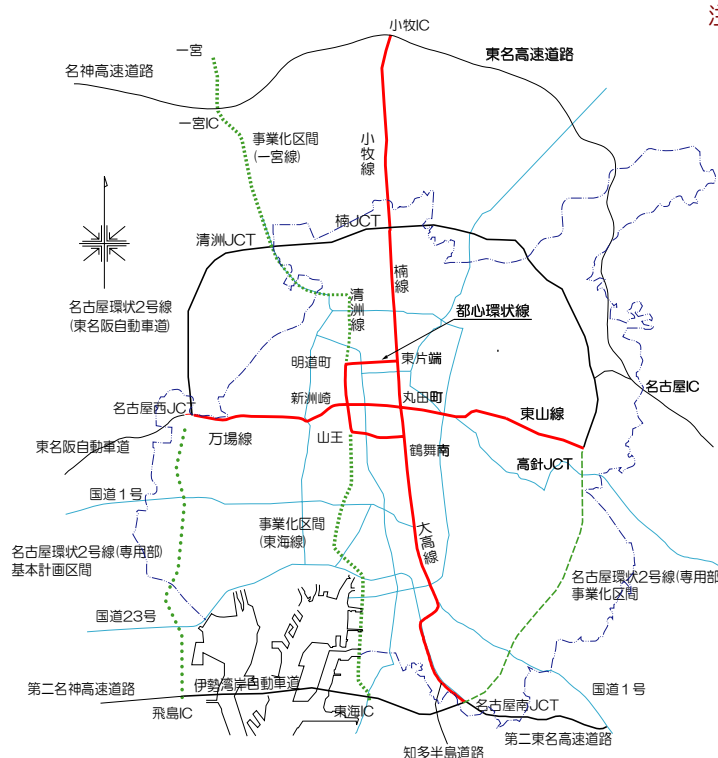 注
小牧IC
一宮
東名高速道路
名神高速道路
一宮IC
事業化区間
(一宮線)
小牧線
楠JCT
清洲JCT
楠線
清洲線
名古屋環状2号線
(東名阪自動車道)
都心環状線
明道町
東片端
新洲崎
丸田町
名古屋IC
名古屋西JCT
東山線
東名阪自動車道
万場線
山王
鶴舞南
高針JCT
国道1号
事業化区間
(東海線)
大高線
名古屋環状2号線(専用部)
基本計画区間
名古屋環状2号線(専用部
事業化区間
国道23号
第二名神高速道路
伊勢湾岸自動車道
国道1号
飛島IC
東海IC
名古屋南JCT
第二東名高速道路
知多半島道路